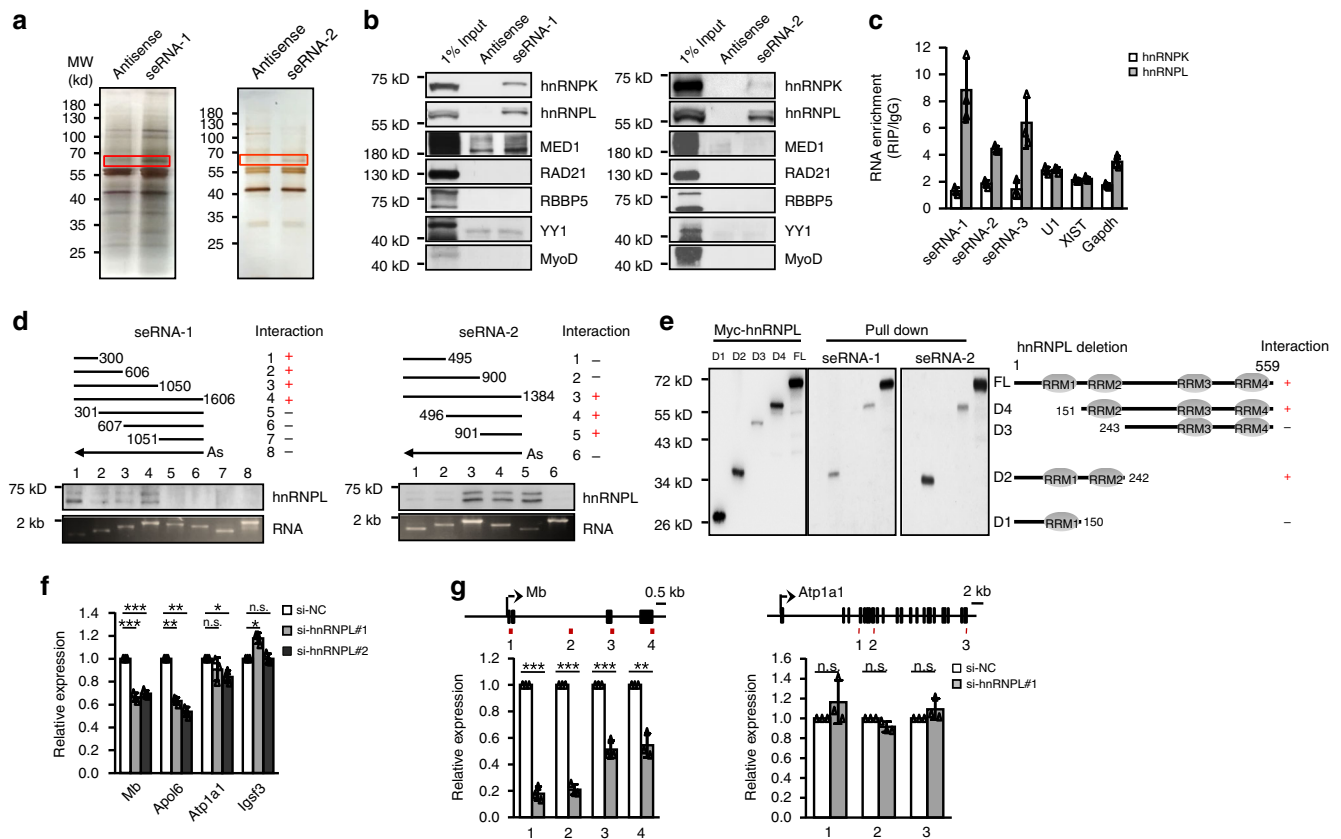 a
MW
(kd)
Antisense
seRNA-1
180
130
100
70
55
40
35
25
Antisense
seRNA-2
180
130
100
70
55
40
35
25
b
1% Input
Antisense
seRNA-1
75 kD
55 kD
180 kD
130 kD
75 kD
40 kD
40 kD
hnRNPK
hnRNPL
MED1
RAD21
RBBP5
YY1
MyoD
1% Input
Antisense
seRNA-2
75 kD
55 kD
180 kD
130 kD
75 kD
40 kD
40 kD
hnRNPK
hnRNPL
MED1
RAD21
RBBP5
YY1
MyoD
c
RNA enrichment
(RIP/IgG)
12
10
8
6
4
2
0
hnRNPK
hnRNPL
seRNA-1
seRNA-2
seRNA-3
U1
XIST
Gapdh
d
seRNA-1 Interaction
300 1 +
606 2 +
1050 3 +
1606 4 +
301 5 –
607 6 –
1051 7 –
As 8 –
1 2 3 4 5 6 7 8
75 kD hnRNPL
2 kb RNA
seRNA-2 Interaction
495 1 –
900 2 –
1384 3 +
496 4 +
901 5 +
As 6 –
1 2 3 4 5 6
75 kD hnRNPL
2 kb RNA
e
Myc-hnRNPL Pull down
D1 D2 D3 D4 FL seRNA-1 seRNA-2
72 kD
55 kD
43 kD
34 kD
26 kD
hnRNPL deletion Interaction
1 559
FL RRM1 RRM2 RRM3 RRM4 +
D4 151 RRM2 RRM3 RRM4 +
D3 243 RRM3 RRM4 –
D2 RRM1 RRM2 242 +
D1 RRM1 150 –
f
Relative expression
1.4
1.2
1.0
0.8
0.6
0.4
0.2
0.0
*** ** * n.s.
*** ** n.s. *
si-NC
si-hnRNPL#1
si-hnRNPL#2
Mb
Apol6
Atp1a1
Igsf3
g
Mb 0.5 kb
1 2 3 4
Relative expression
1.2
1.0
0.8
0.6
0.4
0.2
0.0
*** *** *** **
1 2 3 4
Atp1a1 2 kb
1 2 3
Relative expression
1.6
1.4
1.2
1.0
0.8
0.6
0.4
0.2
0.0
n.s. n.s. n.s.
si-NC
si-hnRNPL#1
1 2 3